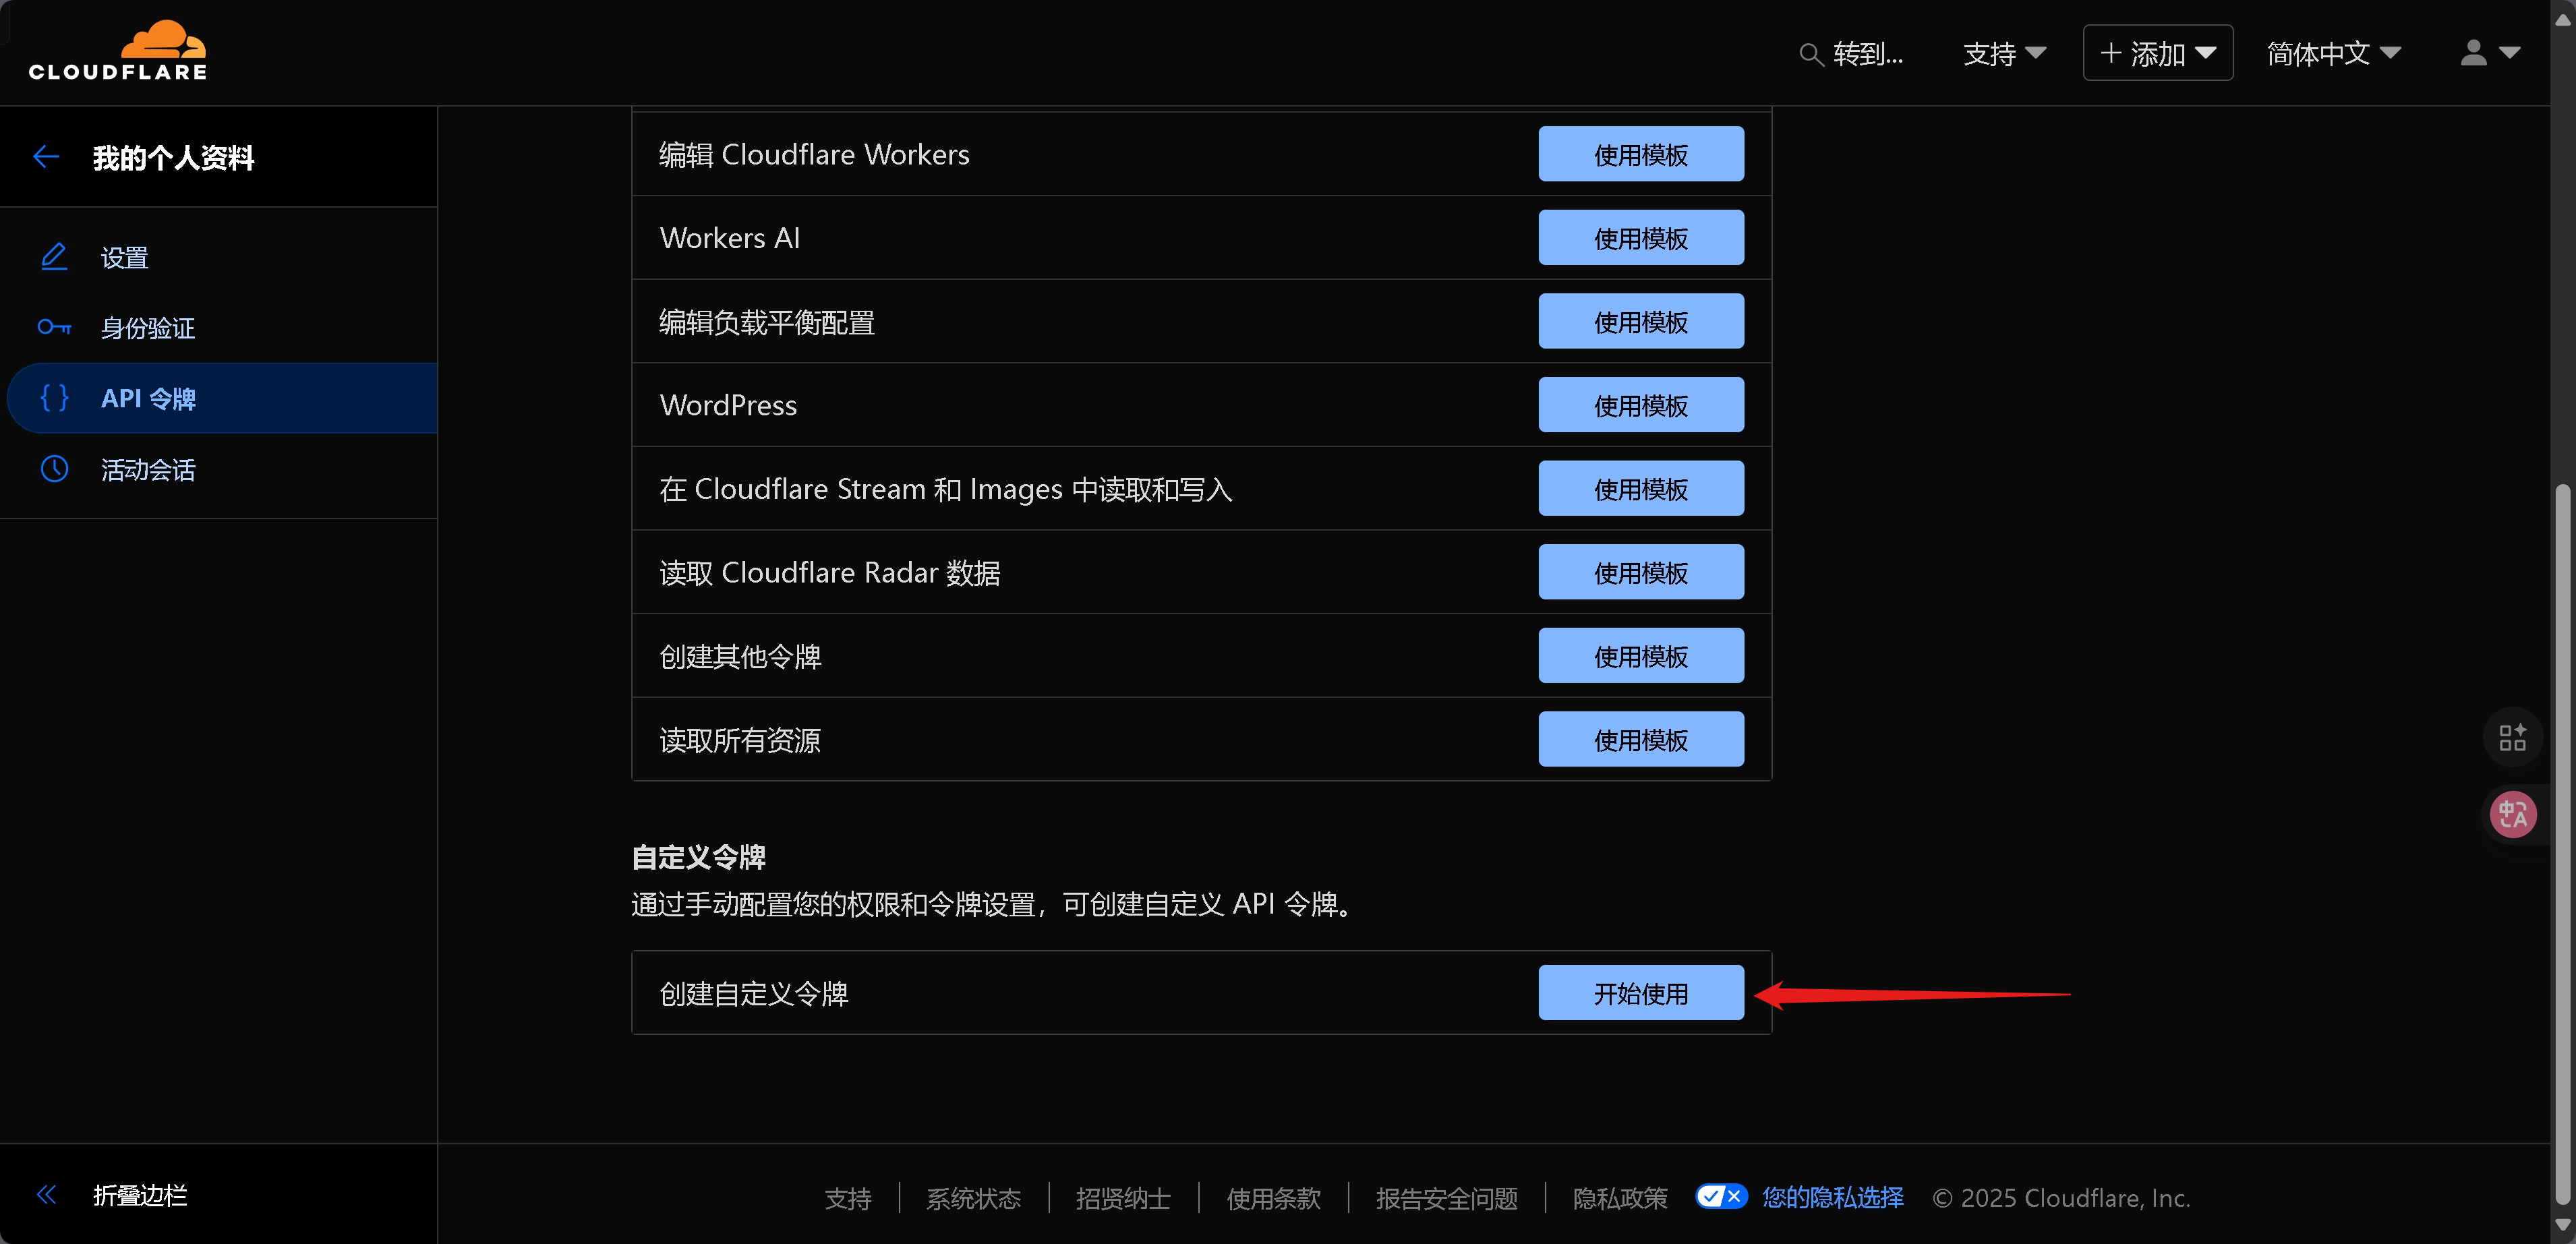 CLOUDFLARE
转到...
支持
添加
简体中文
我的个人资料
设置
身份验证
API 令牌
活动会话
编辑 Cloudflare Workers
使用模板
Workers AI
使用模板
编辑负载平衡配置
使用模板
WordPress
使用模板
在 Cloudflare Stream 和 Images 中读取和写入
使用模板
读取 Cloudflare Radar 数据
使用模板
创建其他令牌
使用模板
读取所有资源
使用模板
自定义令牌
通过手动配置您的权限和令牌设置，可创建自定义 API 令牌。
创建自定义令牌
开始使用
中A
折叠边栏
支持
系统状态
招贤纳士
使用条款
报告安全问题
隐私政策
您的隐私选择
© 2025 Cloudflare, Inc.